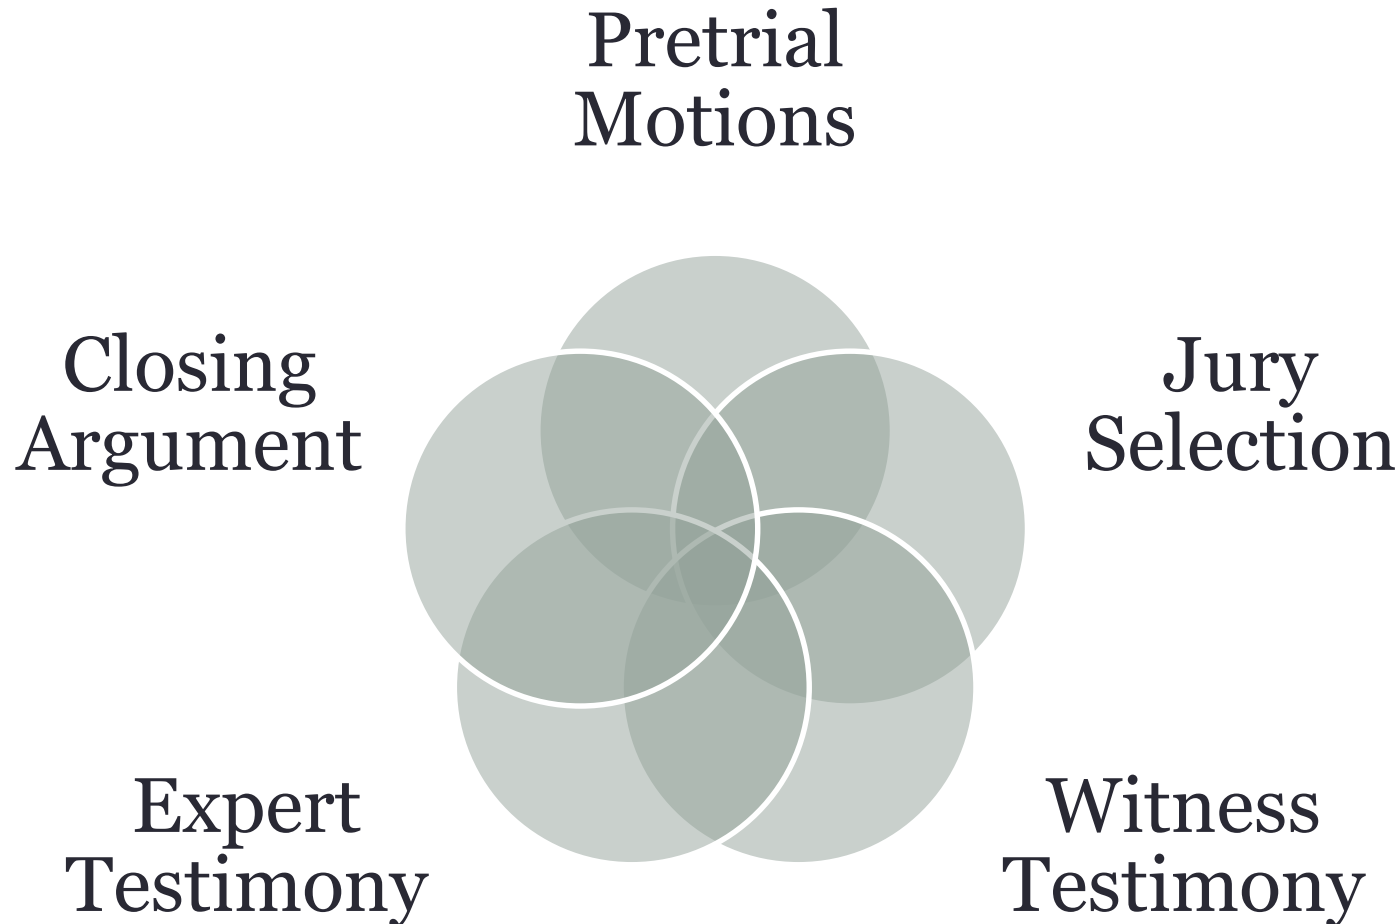 Pretrial
Motions
Closing
Argument
Jury
Selection
Expert
Testimony
Witness
Testimony